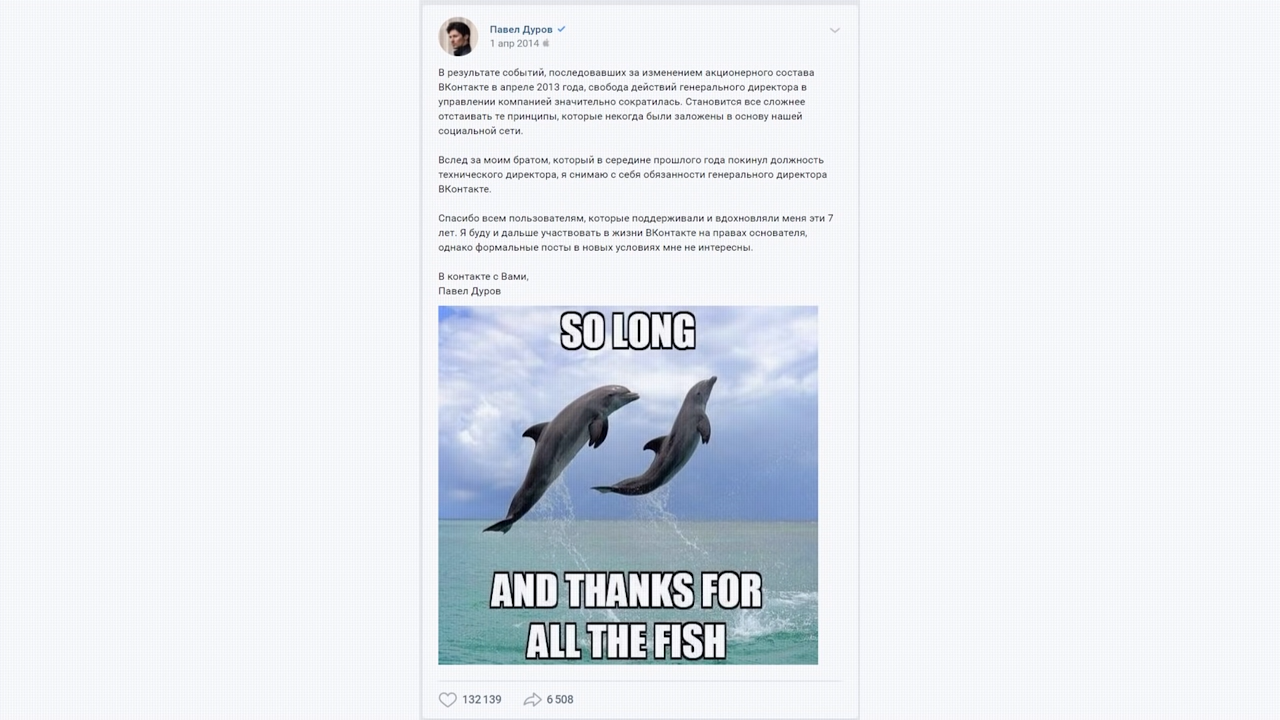 Павел Дуров
1 апр 2014
В результате событий, последовавших за изменением акционерного состава
ВКонтакте в апреле 2013 года, свобода действий генерального директора в
управлении компанией значительно сократилась. Становится все сложнее
отстаивать те принципы, которые некогда были заложены в основу нашей
социальной сети.
Вслед за моим братом, который в середине прошлого года покинул должность
технического директора, я снимаю с себя обязанности генерального директора
ВКонтакте.
Спасибо всем пользователям, которые поддерживали и вдохновляли меня эти 7
лет. Я буду и дальше участвовать в жизни ВКонтакте на правах основателя,
однако формальные посты в новых условиях мне не интересны.
В контакте с Вами,
Павел Дуров
SO LONG
AND THANKS FOR
ALL THE FISH
132 139 6 508